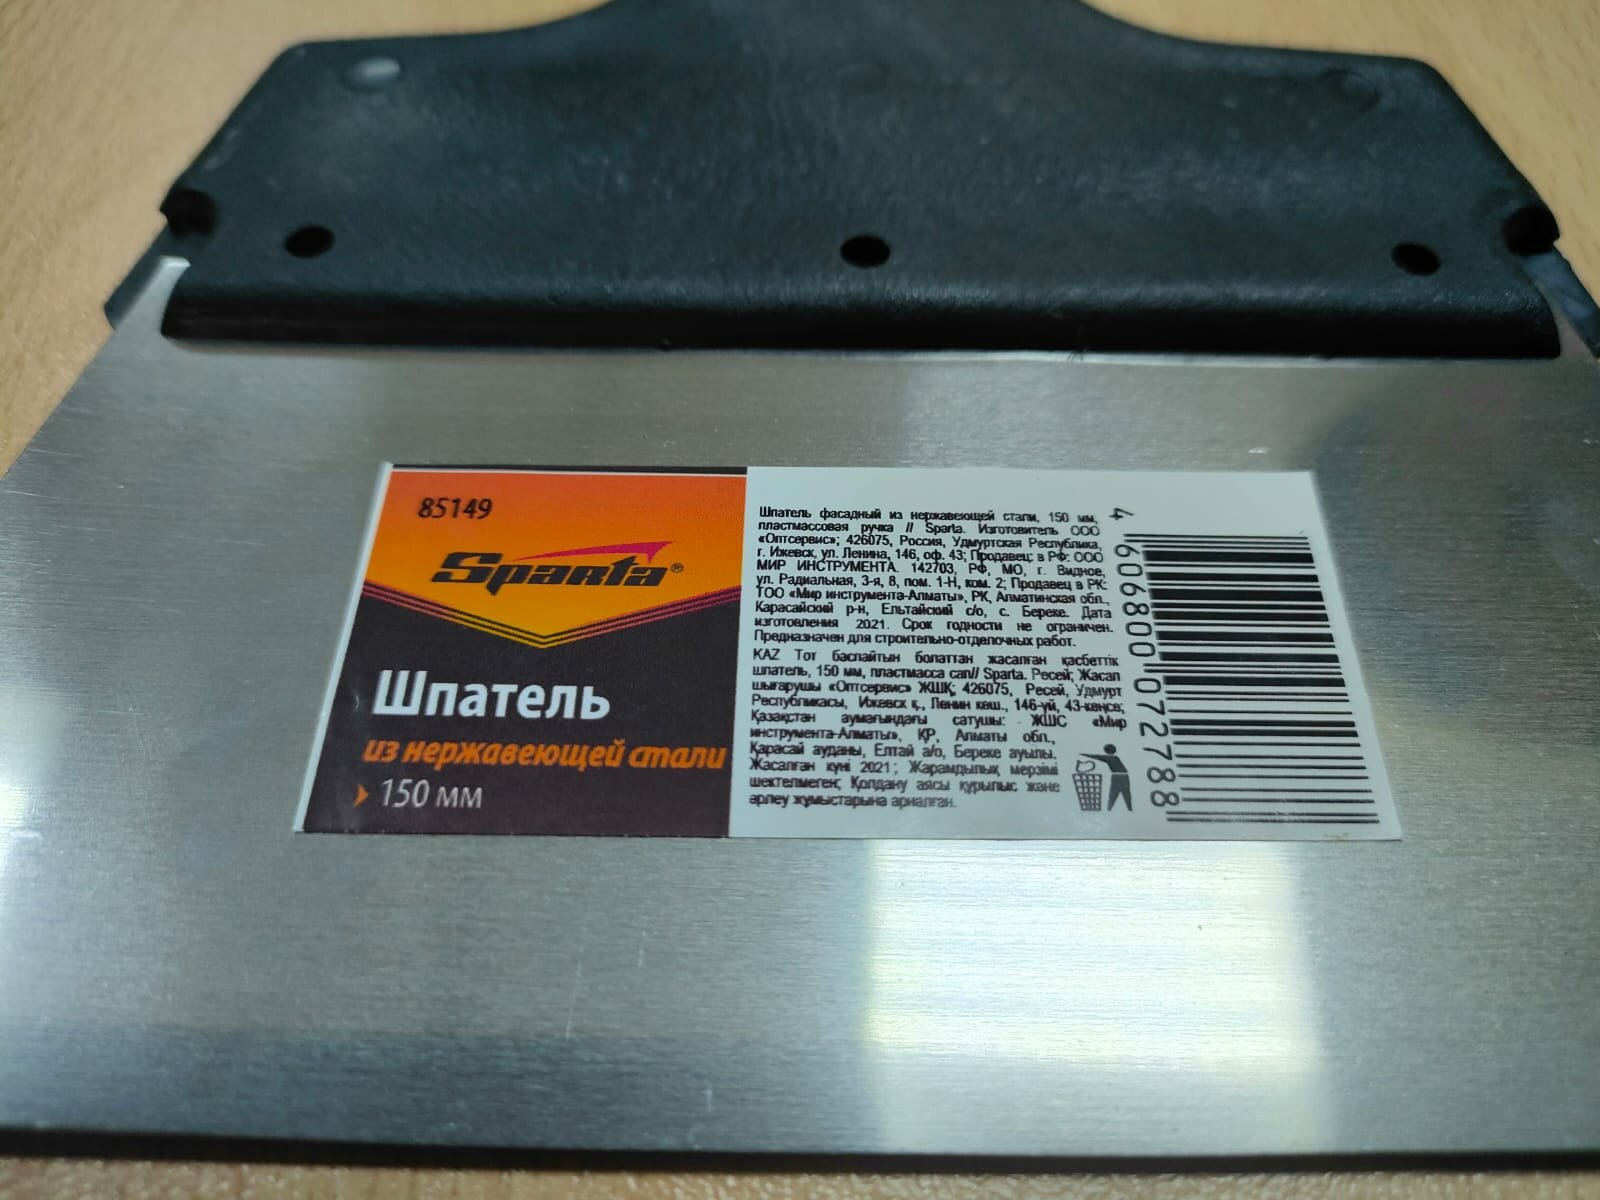 85149
Sparta®
Шпатель
из нержавеющей стали
150 мм
Шпатель фасадный из нержавеющей стали, 150 мм,
пластмассовая ручка // Sparta. Изготовитель ООО
«Оптсервис»; 426075, Россия, Удмуртская Республика,
г. Ижевск, ул. Ленина, 146, оф. 43; Продавец: в РФ: ООО
МИР ИНСТРУМЕНТА. 142703, РФ, МО, г. Видное,
ул. Радиальная, 3-я, 8, пом. 1-Н, ком. 2; Продавец в РК:
ТОО «Мир инструмента-Алматы», РК, Алматинская обл.,
Карасайский р-н, Ельтайский с/о, с. Береке. Дата
изготовления 2021. Срок годности не ограничен.
Предназначен для строительно-отделочных работ.
KAZ Тот баспайтын болаттан жасалған қасбеттік
шпатель, 150 мм, пластмасса сап// Sparta. Ресей; Жасап
шығарушы «Оптсервис» ЖШҚ; 426075, Ресей, Удмурт
Республикасы, Ижевск қ., Ленин көш., 146-үй, 43-кеңсе;
Қазақстан аумағындағы сатушы: ЖШС «Мир
инструмента-Алматы», ҚР, Алматы обл.,
Қарасай ауданы, Елтай а/о, Береке ауылы.
Жасалған күні 2021; Жарамдылық мерзімі
шектелмеген; Қолдану аясы құрылыс және
әрлеу жұмыстарына арналған.
4 606800 072788